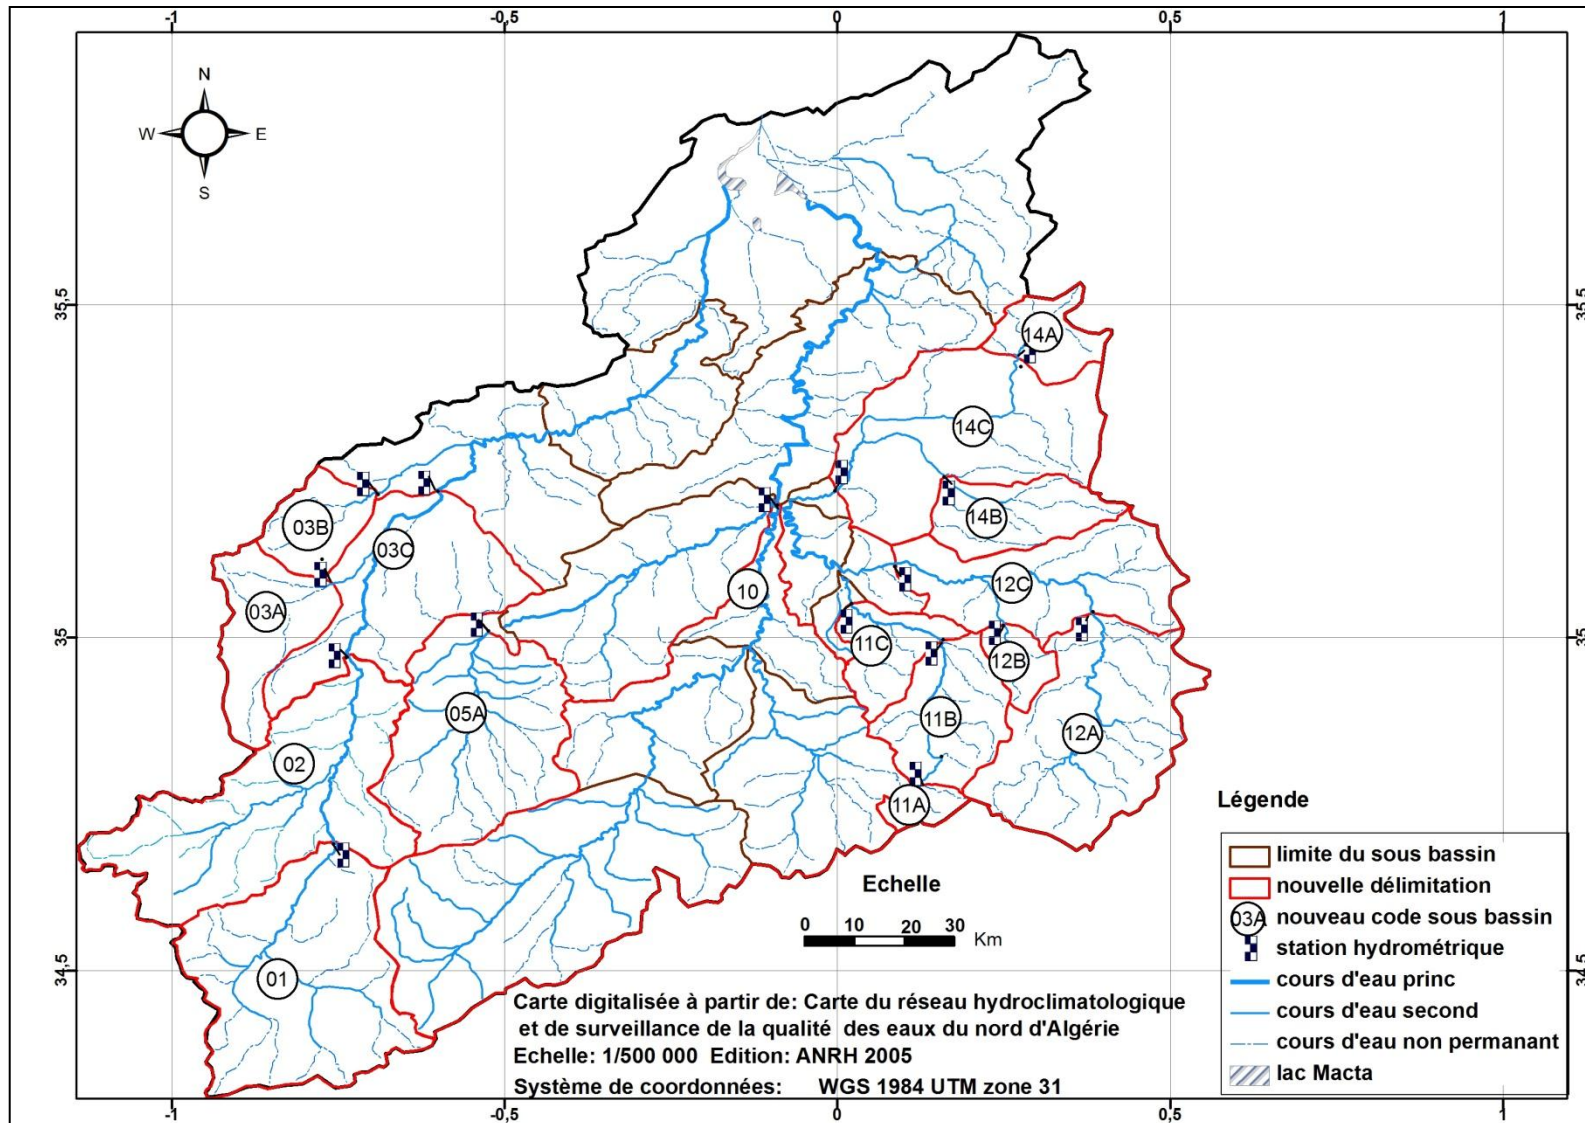 -1
-0,5
0
0,5
1
N
W
E
S
35,5
35,5
14A
14C
03B
03C
14B
03A
10
12C
35
35
11C
12B
05A
11B
12A
02
11A
01
34,5
34,5
Echelle
0 10 20 30
Km
Légende
limite du sous bassin
nouvelle délimitation
03A nouveau code sous bassin
station hydrométrique
cours d'eau princ
cours d'eau second
cours d'eau non permanant
lac Macta
Carte digitalisée à partir de: Carte du réseau hydroclimatologique
et de surveillance de la qualité des eaux du nord d'Algérie
Echelle: 1/500 000 Edition: ANRH 2005
Système de coordonnées: WGS 1984 UTM zone 31
-1
-0,5
0
0,5
1